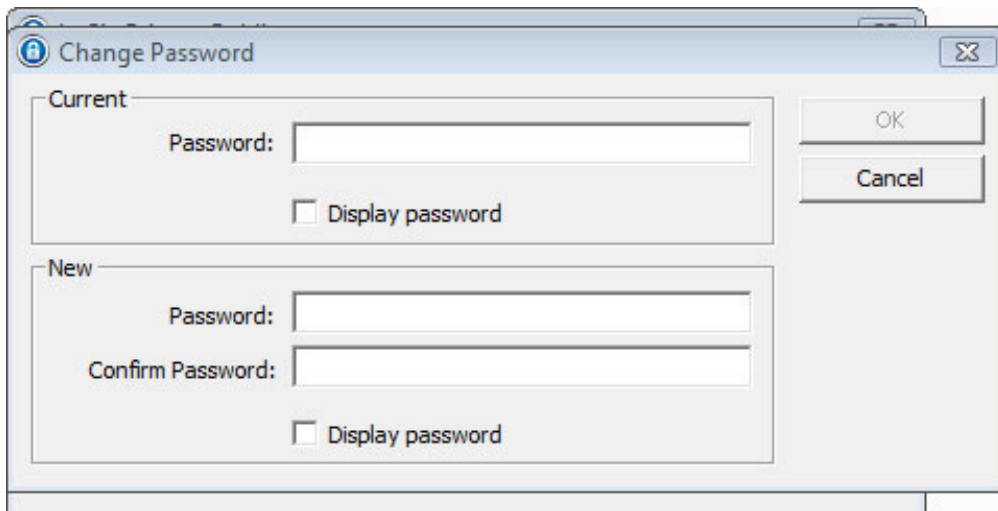 Change Password
Current
OK
Password:
Cancel
Display password
New
Password:
Confirm Password:
Display password